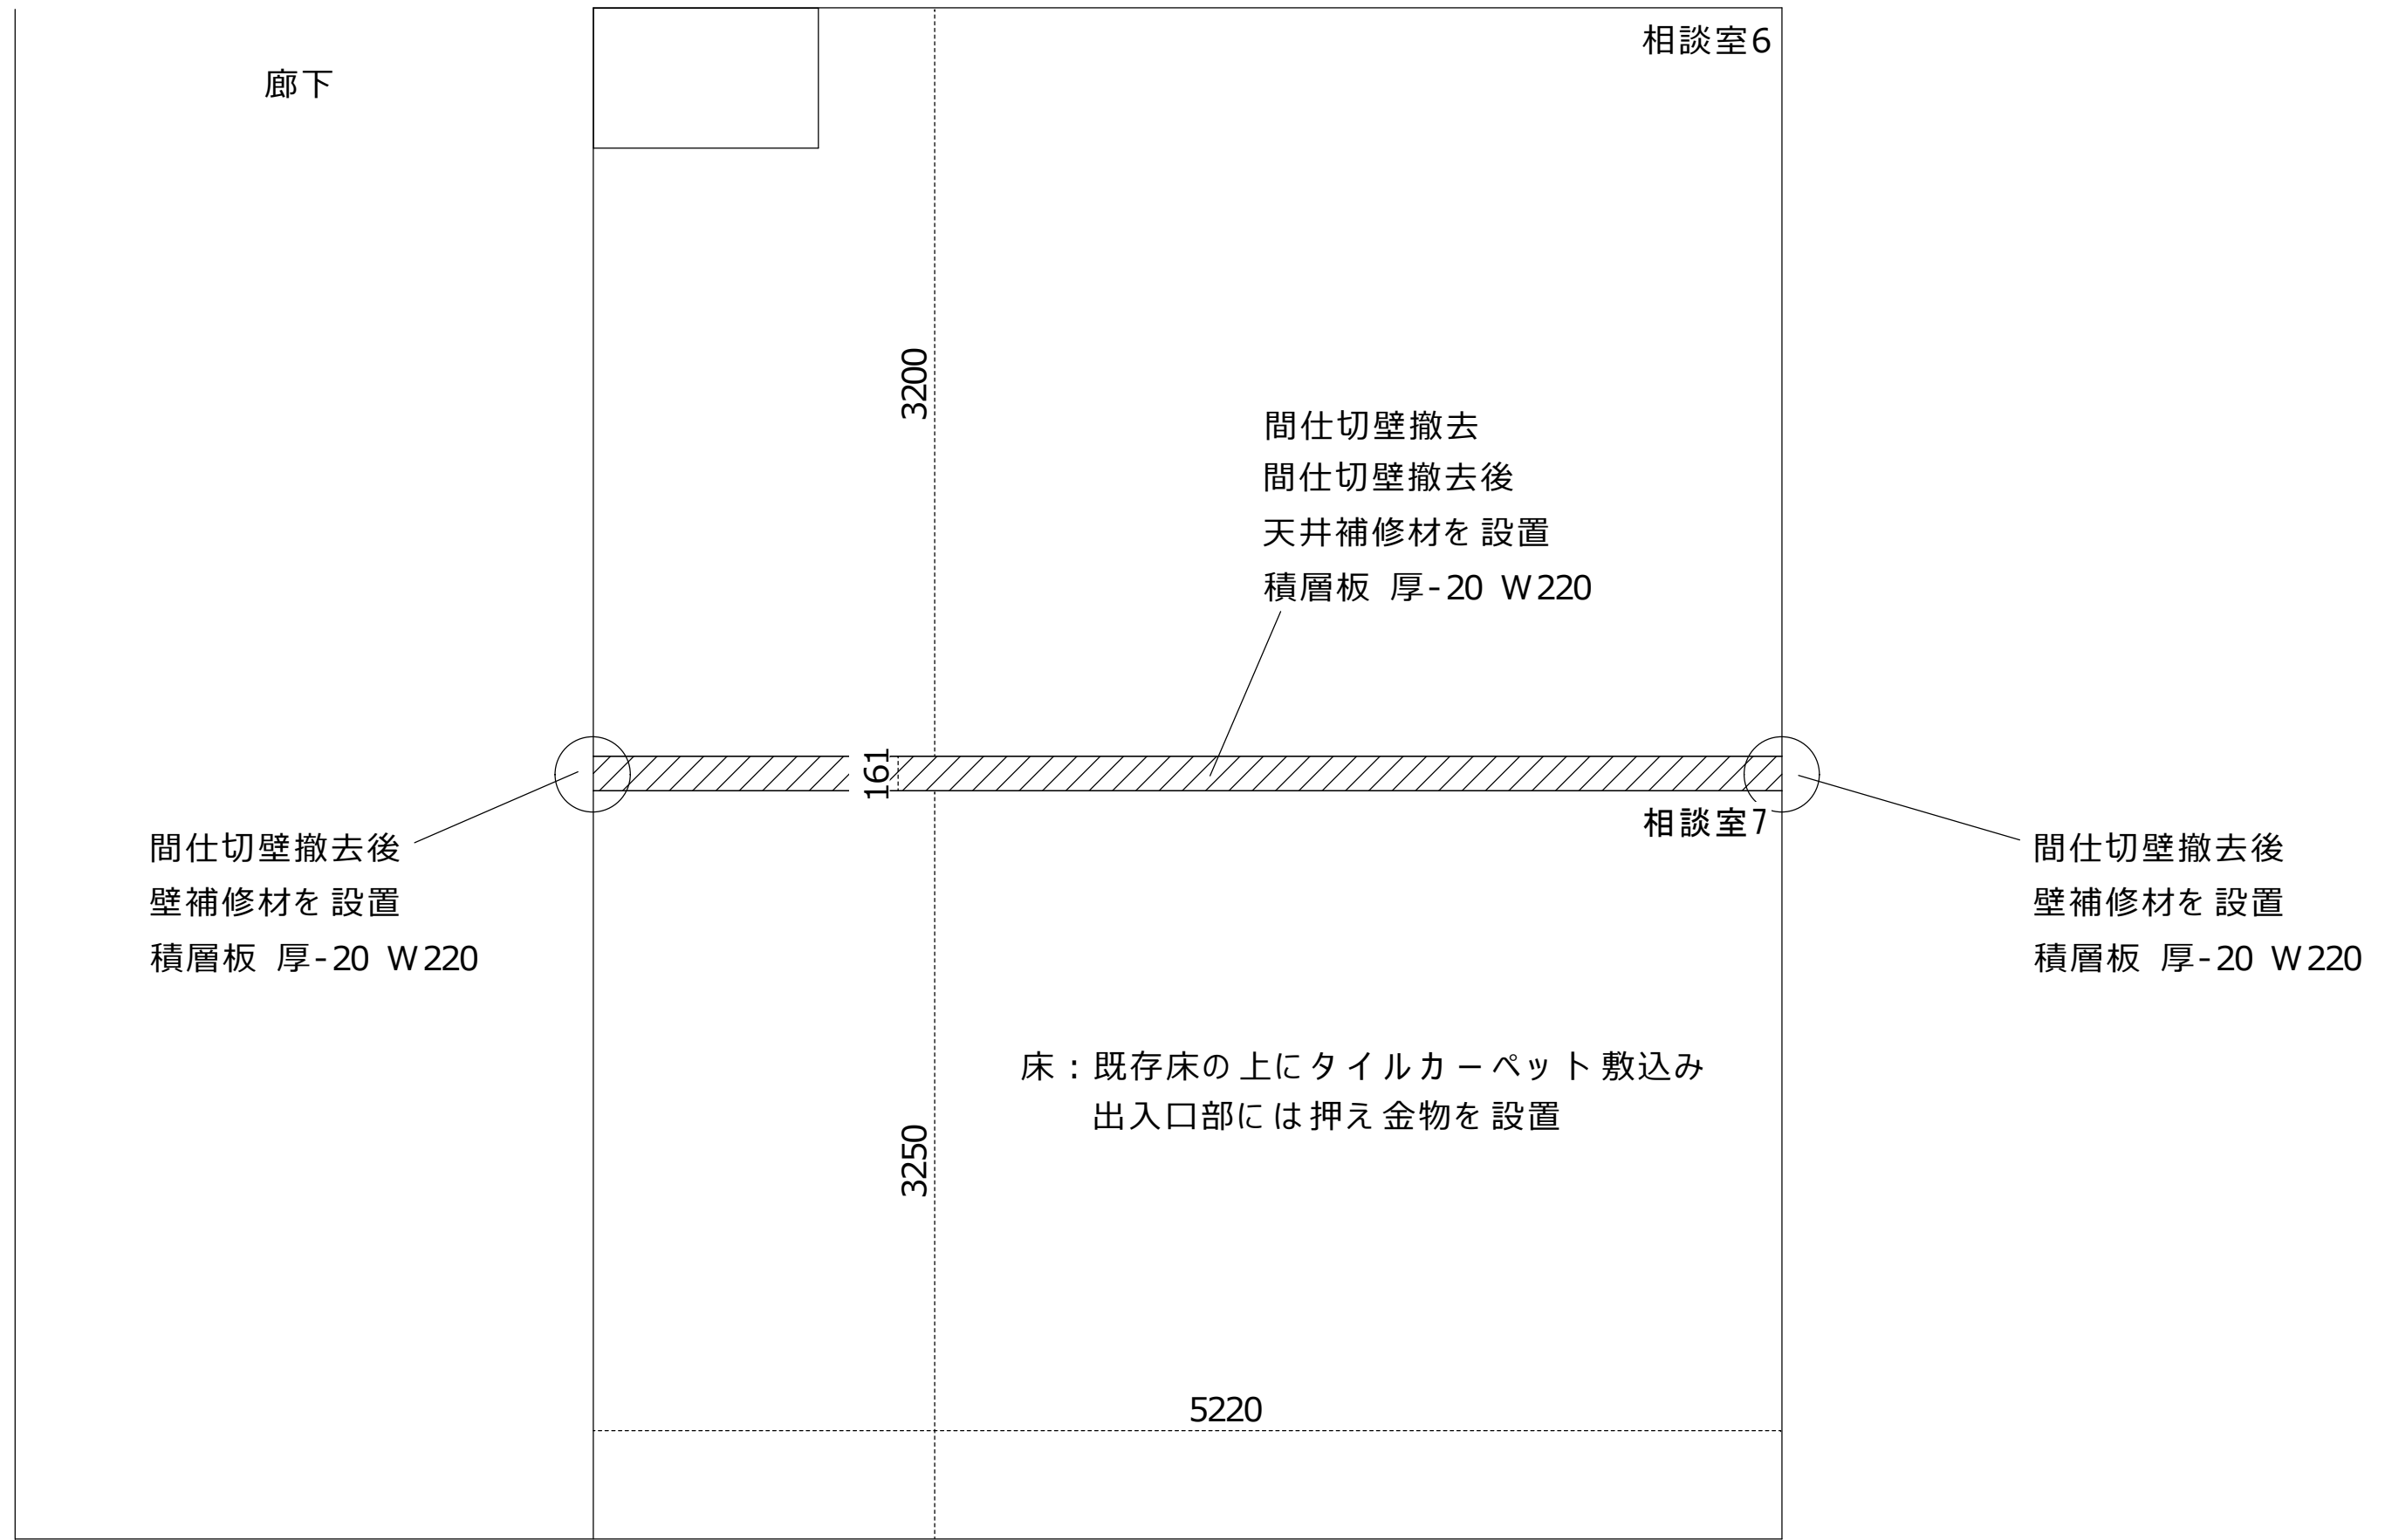 相談室6
廊下
3200
間仕切壁撤去
間仕切壁撤去後
天井補修材を設置
積層板 厚-20 W220
161
相談室7
間仕切壁撤去後
壁補修材を設置
積層板 厚-20 W220
間仕切壁撤去後
壁補修材を設置
積層板 厚-20 W220
床:既存床の上にタイルカーペット敷込み
出入口部には押え金物を設置
3250
5220